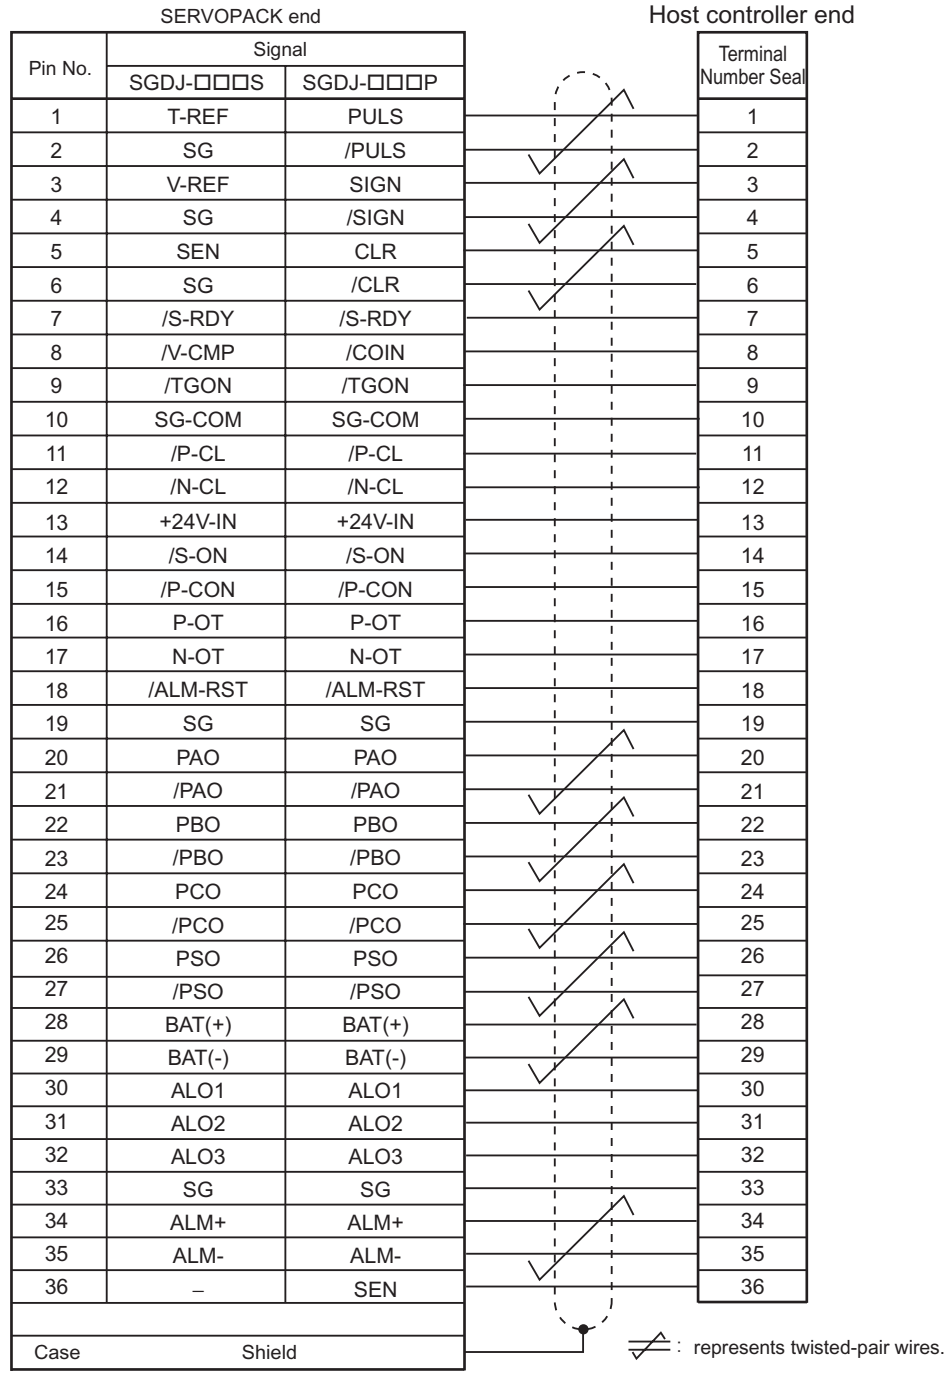 SERVOPACK end Host controller end
Pin No. Signal Terminal Number Seal
SGDJ-□□□S SGDJ-□□□P
1 T-REF PULS 1
2 SG /PULS 2
3 V-REF SIGN 3
4 SG /SIGN 4
5 SEN CLR 5
6 SG /CLR 6
7 /S-RDY /S-RDY 7
8 /V-CMP /COIN 8
9 /TGON /TGON 9
10 SG-COM SG-COM 10
11 /P-CL /P-CL 11
12 /N-CL /N-CL 12
13 +24V-IN +24V-IN 13
14 /S-ON /S-ON 14
15 /P-CON /P-CON 15
16 P-OT P-OT 16
17 N-OT N-OT 17
18 /ALM-RST /ALM-RST 18
19 SG SG 19
20 PAO PAO 20
21 /PAO /PAO 21
22 PBO PBO 22
23 /PBO /PBO 23
24 PCO PCO 24
25 /PCO /PCO 25
26 PSO PSO 26
27 /PSO /PSO 27
28 BAT(+) BAT(+) 28
29 BAT(-) BAT(-) 29
30 ALO1 ALO1 30
31 ALO2 ALO2 31
32 ALO3 ALO3 32
33 SG SG 33
34 ALM+ ALM+ 34
35 ALM- ALM- 35
36 – SEN 36
Case Shield
: represents twisted-pair wires.